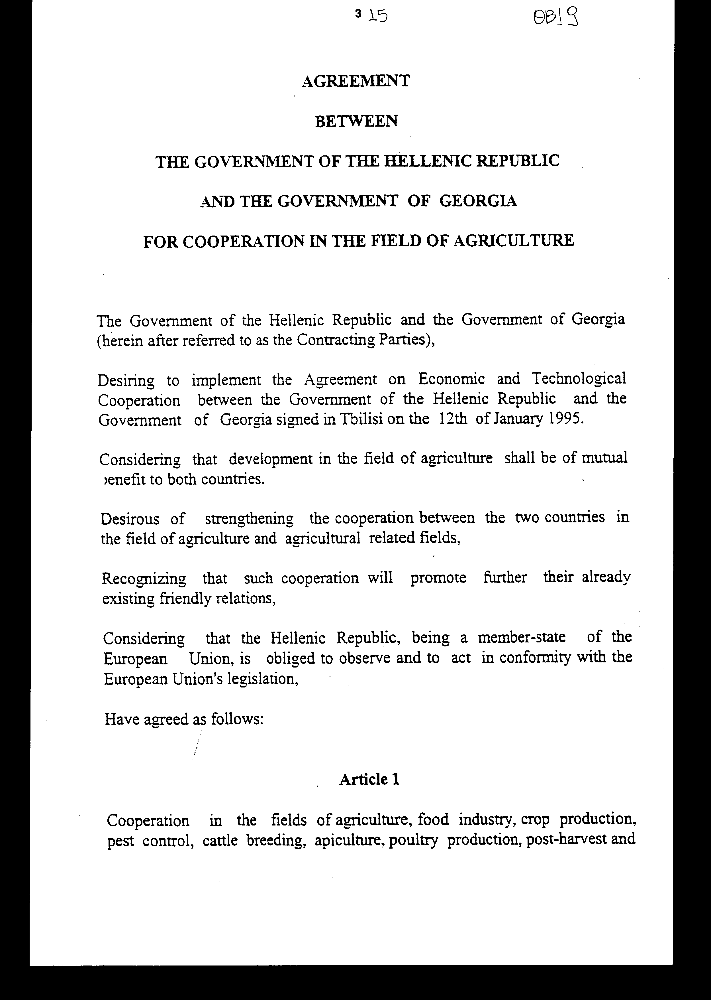 3 15 ΘB19
AGREEMENT
BETWEEN
THE GOVERNMENT OF THE HELLENIC REPUBLIC
AND THE GOVERNMENT OF GEORGIA
FOR COOPERATION IN THE FIELD OF AGRICULTURE
The Government of the Hellenic Republic and the Government of Georgia
(herein after referred to as the Contracting Parties),
Desiring to implement the Agreement on Economic and Technological
Cooperation between the Government of the Hellenic Republic and the
Government of Georgia signed in Tbilisi on the 12th of January 1995.
Considering that development in the field of agriculture shall be of mutual
benefit to both countries.
Desirous of strengthening the cooperation between the two countries in
the field of agriculture and agricultural related fields,
Recognizing that such cooperation will promote further their already
existing friendly relations,
Considering that the Hellenic Republic, being a member-state of the
European Union, is obliged to observe and to act in conformity with the
European Union's legislation,
Have agreed as follows:
Article 1
Cooperation in the fields of agriculture, food industry, crop production,
pest control, cattle breeding, apiculture, poultry production, post-harvest and